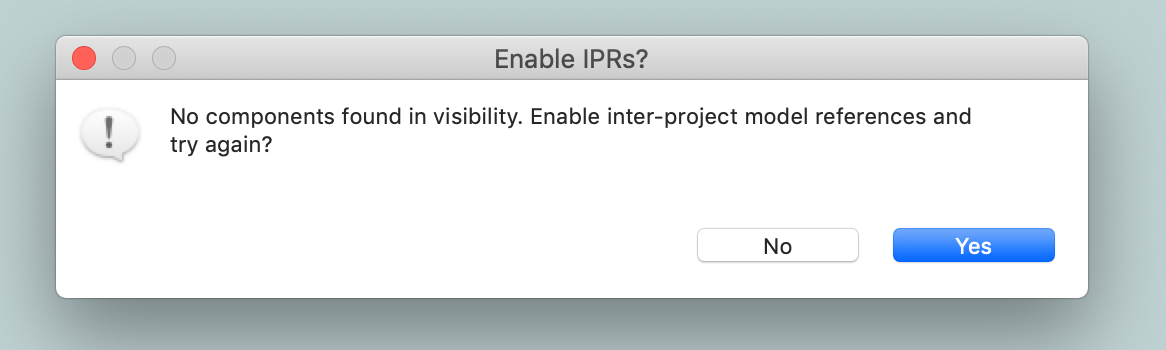 Enable IPRs?
No components found in visibility. Enable inter-project model references and
try again?
No
Yes